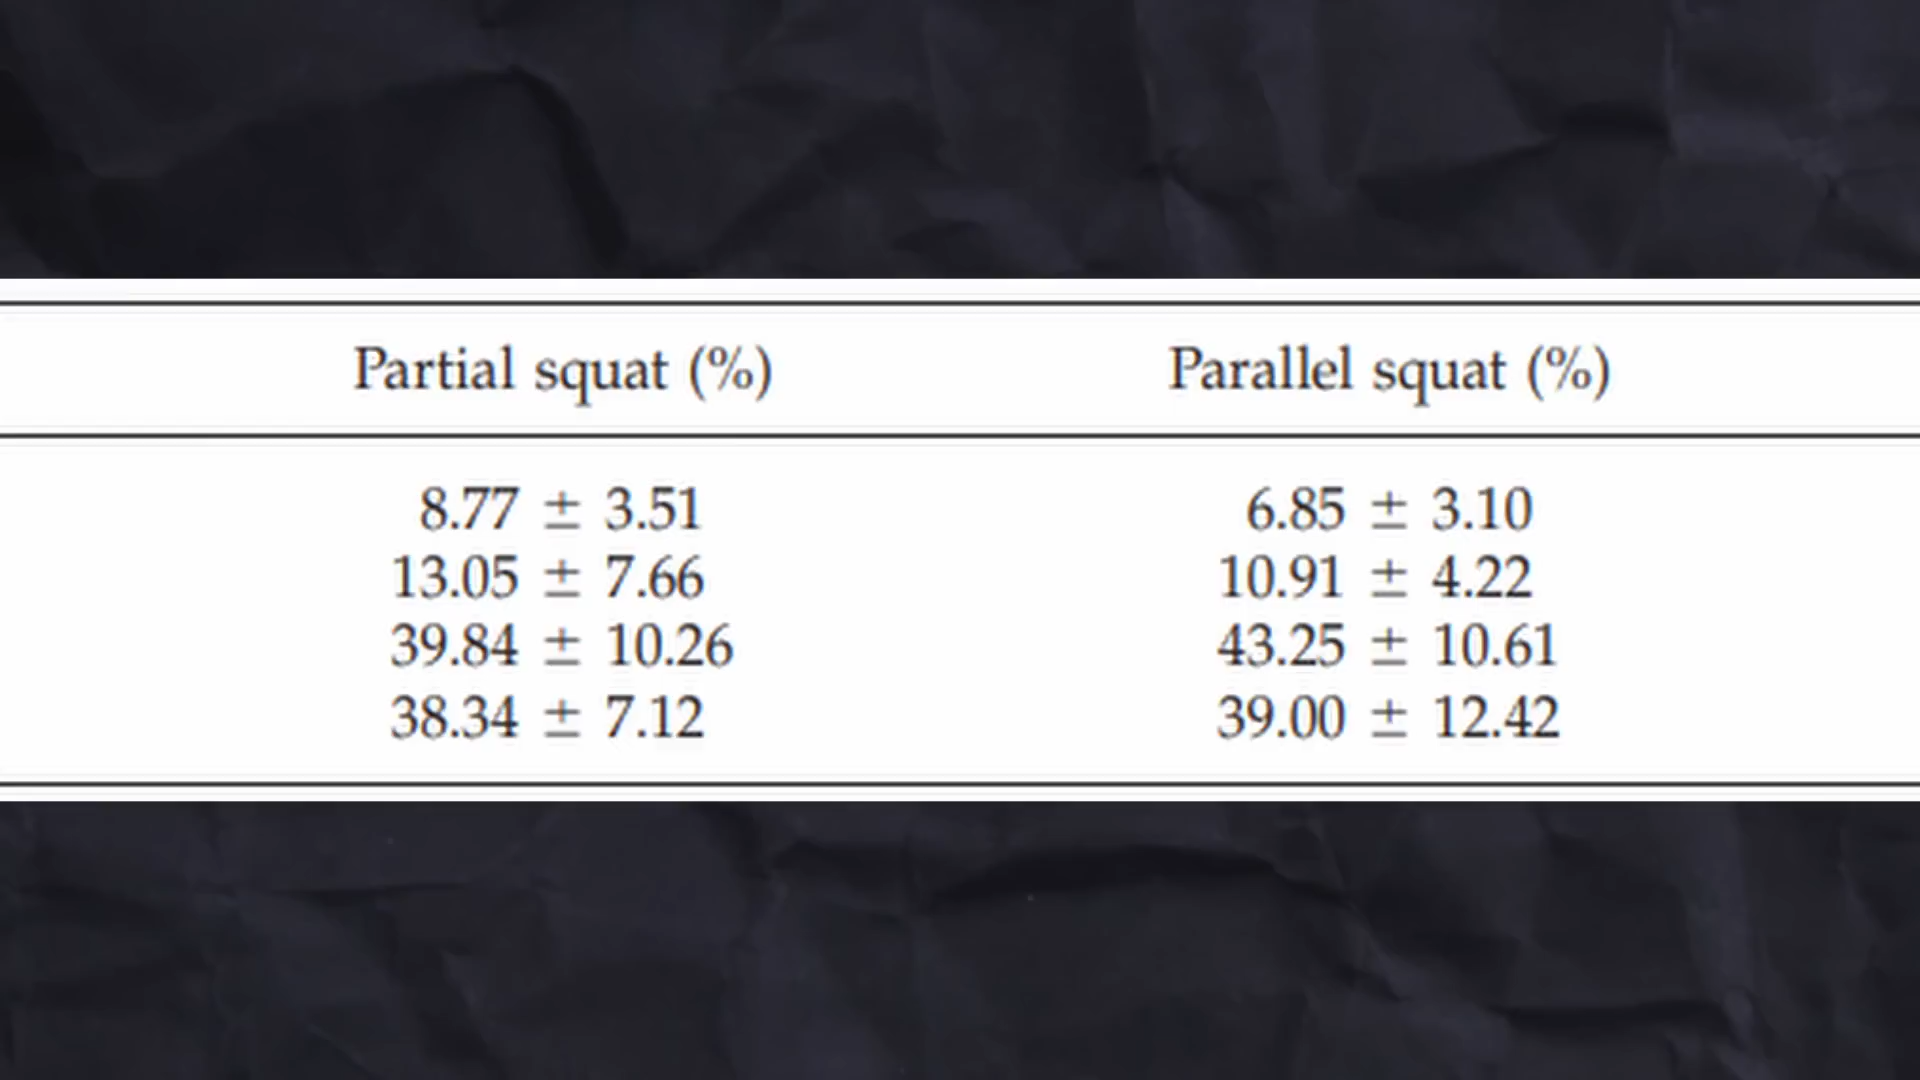 Partial squat (%) Parallel squat (%)
8.77 ± 3.51 6.85 ± 3.10
13.05 ± 7.66 10.91 ± 4.22
39.84 ± 10.26 43.25 ± 10.61
38.34 ± 7.12 39.00 ± 12.42